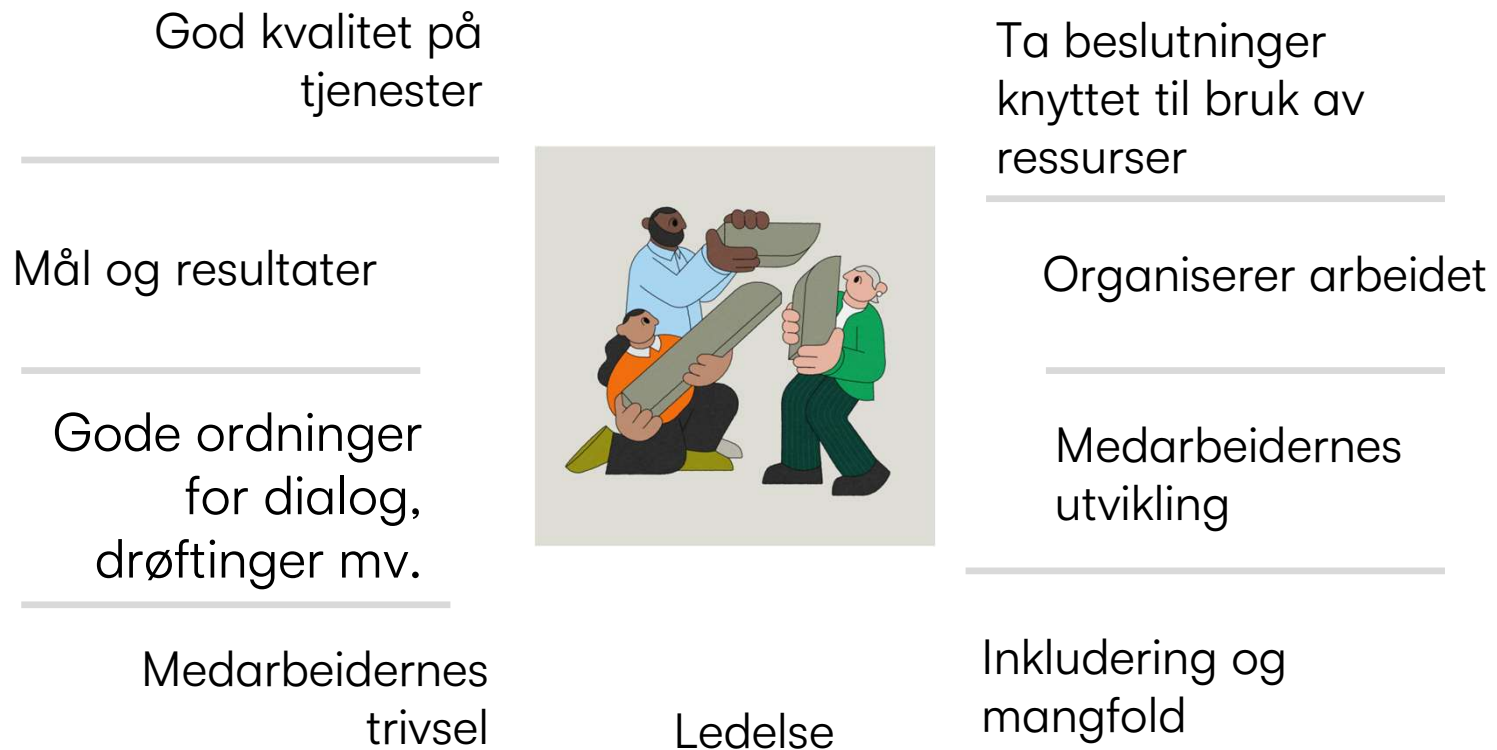 God kvalitet på
tjenester
Mål og resultater
Gode ordninger
for dialog,
drøftinger mv.
Medarbeidernes
trivsel
Ledelse
Ta beslutninger
knyttet til bruk av
ressurser
Organiserer arbeidet
Medarbeidernes
utvikling
Inkludering og
mangfold